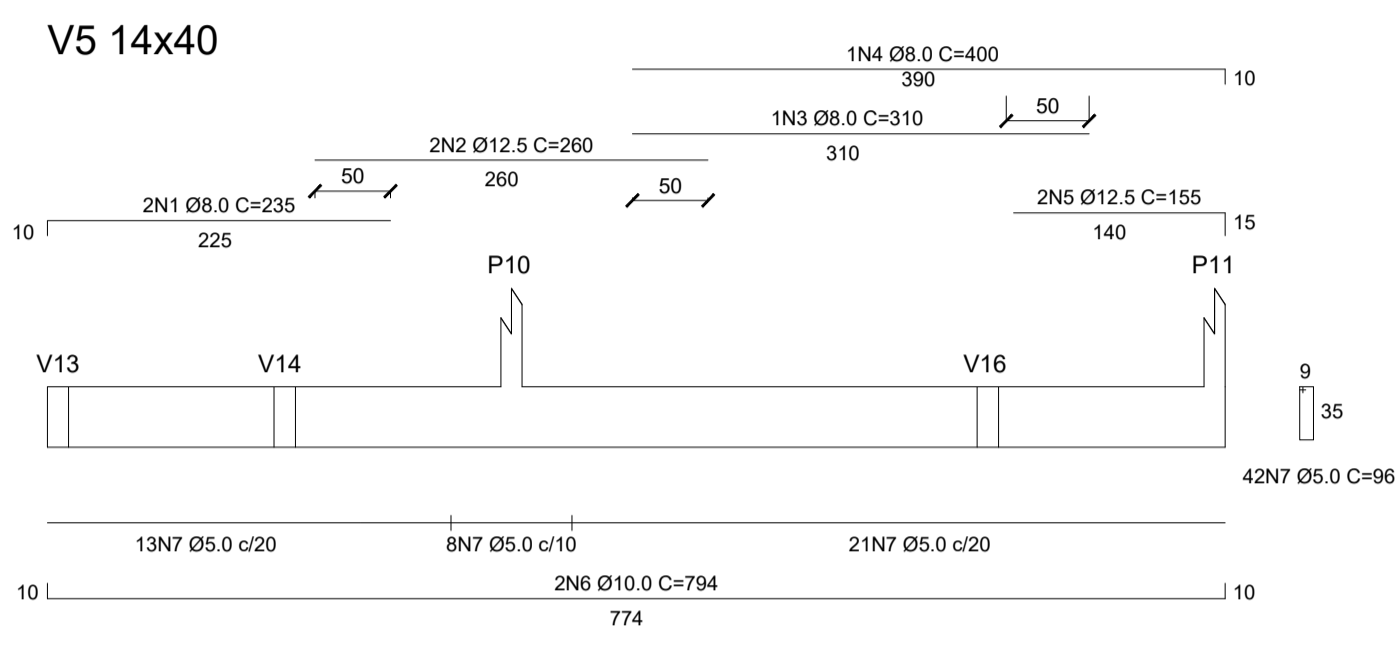 V5 14x40
1N4 Ø8.0 C=400
390
10
50
1N3 Ø8.0 C=310
310
2N2 Ø12.5 C=260
260
50
50
2N1 Ø8.0 C=235
225
10
2N5 Ø12.5 C=155
140
15
P10
P11
V13
V14
V16
9
35
42N7 Ø5.0 C=96
13N7 Ø5.0 c/20
8N7 Ø5.0 c/10
21N7 Ø5.0 c/20
10
2N6 Ø10.0 C=794
774
10